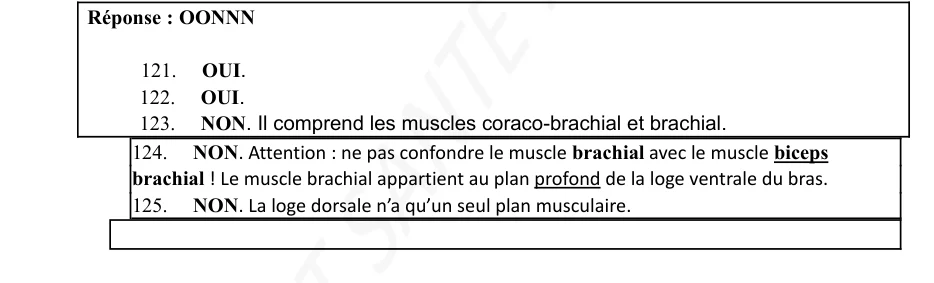 Réponse : OONNN
121. OUI.
122. OUI.
123. NON. Il comprend les muscles coraco-brachial et brachial.
124. NON. Attention : ne pas confondre le muscle brachial avec le muscle biceps
brachial ! Le muscle brachial appartient au plan profond de la loge ventrale du bras.
125. NON. La loge dorsale n’a qu’un seul plan musculaire.